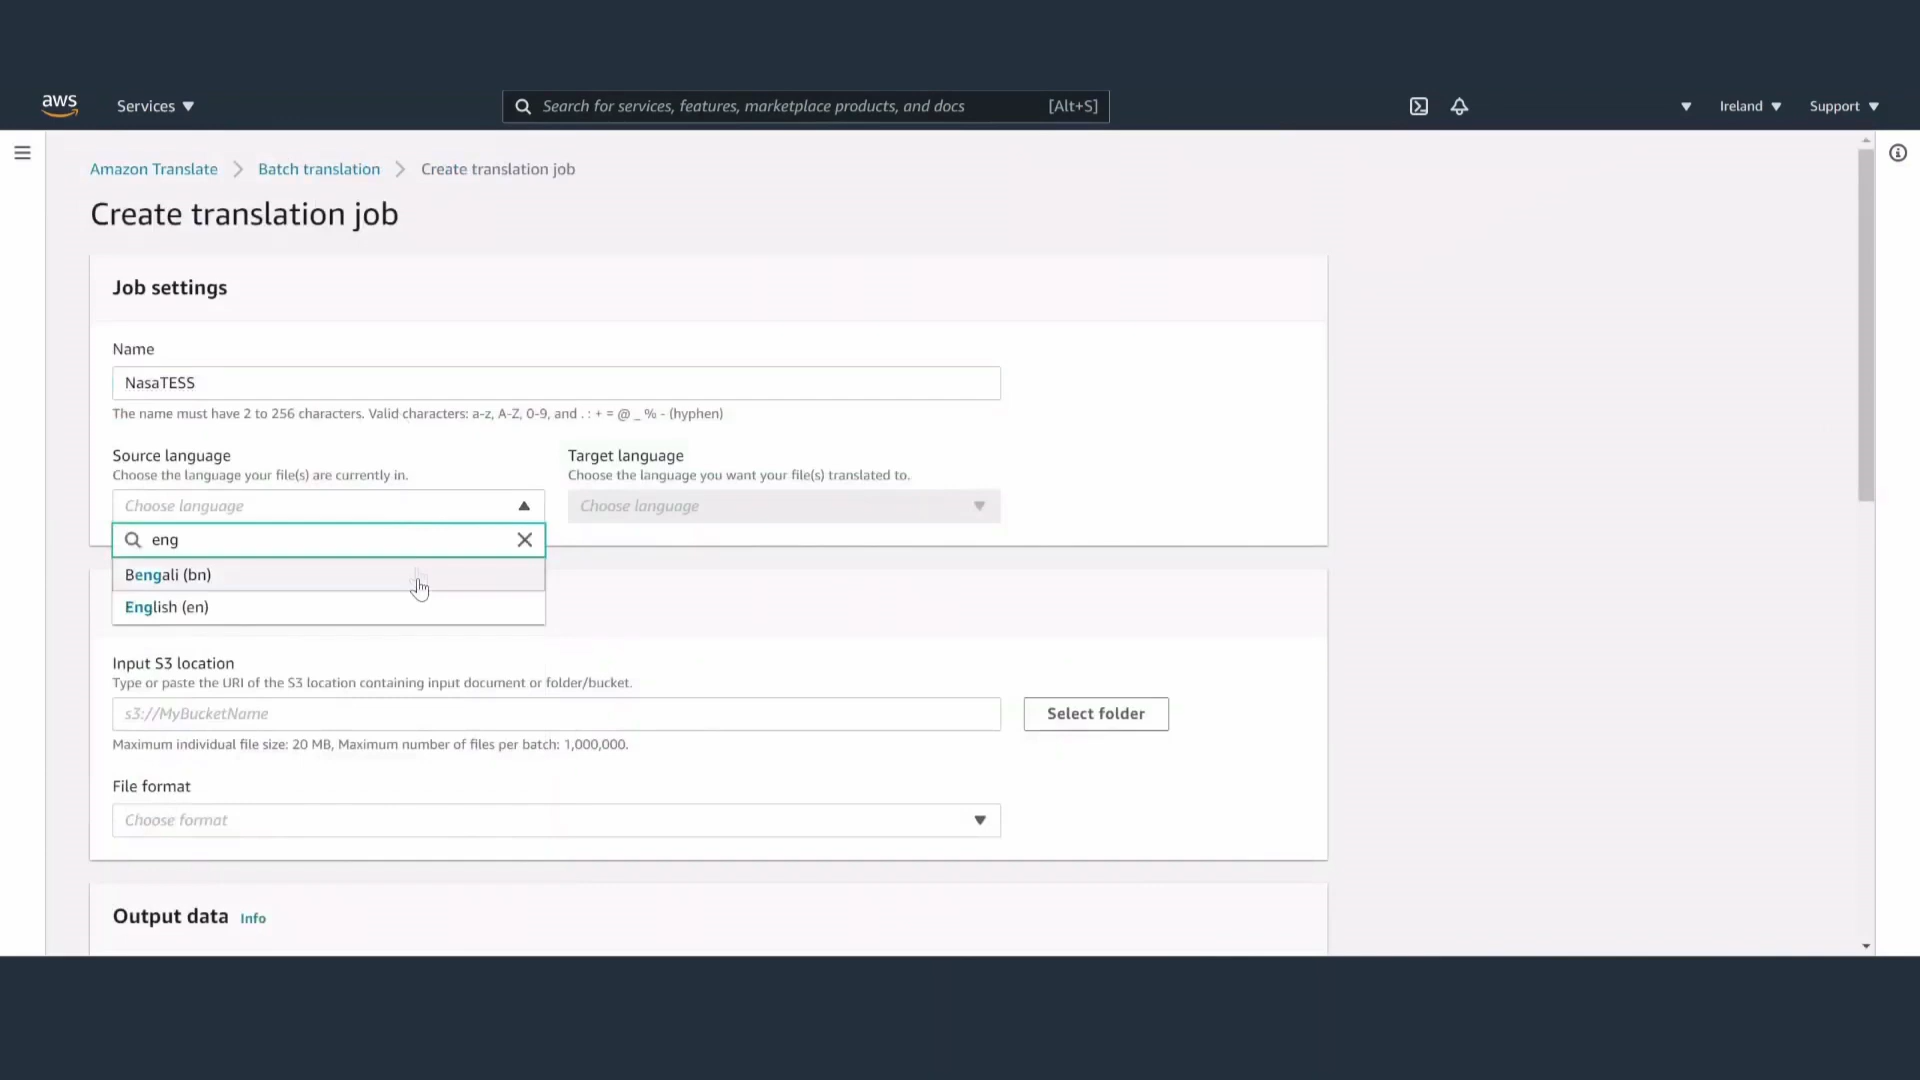 aws
Services
Search for services, features, marketplace products, and docs
[Alt+S]
Ireland
Support
Amazon Translate
Batch translation
Create translation job
Create translation job
Job settings
Name
NasaTESS
The name must have 2 to 256 characters. Valid characters: a-z, A-Z, 0-9, and . : + = @ _ % - (hyphen)
Source language
Choose the language your file(s) are currently in.
Choose language
Target language
Choose the language you want your file(s) translated to.
Choose language
eng
Bengali (bn)
English (en)
Input S3 location
Type or paste the URI of the S3 location containing input document or folder/bucket.
s3://MyBucketName
Select folder
Maximum individual file size: 20 MB, Maximum number of files per batch: 1,000,000.
File format
Choose format
Output data Info